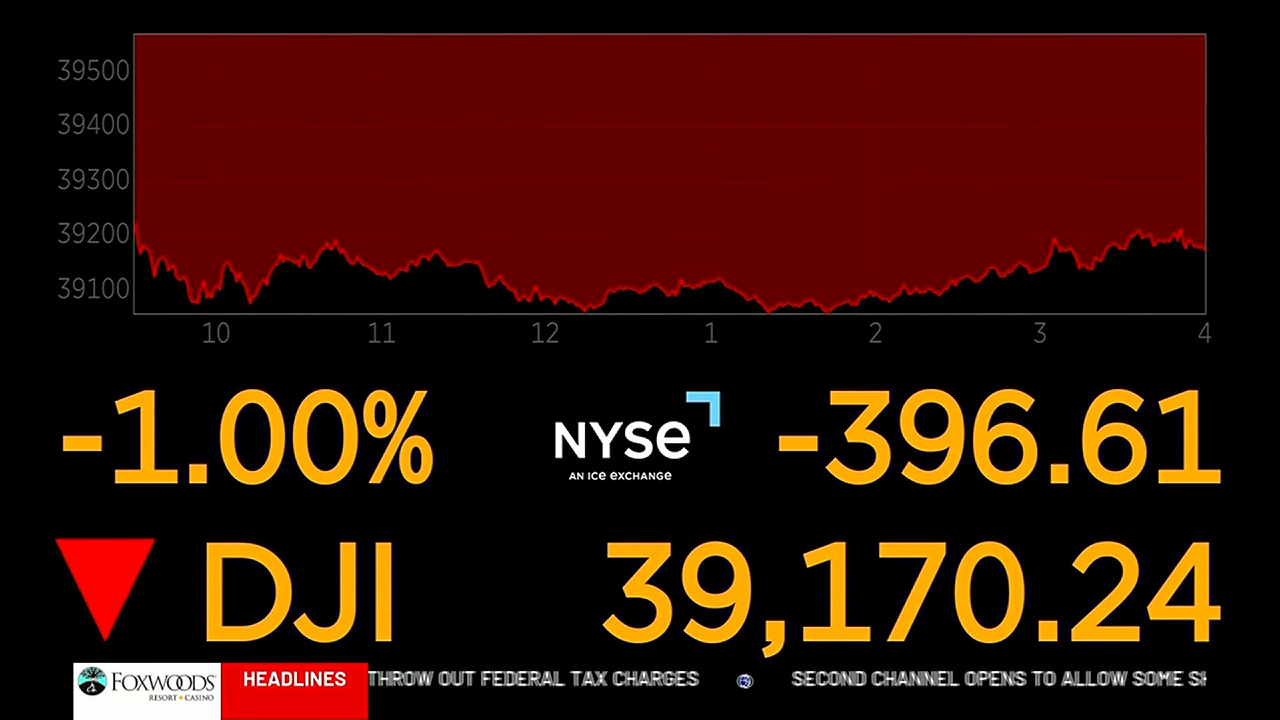 39500
39400
39300
39200
39100
10 11 12 1 2 3 4
-1.00% NYSE -396.61
AN ICE EXCHANGE
DJI 39,170.24
FOXWOODS HEADLINES THROW OUT FEDERAL TAX CHARGES SECOND CHANNEL OPENS TO ALLOW SOME
RESORT CASINO